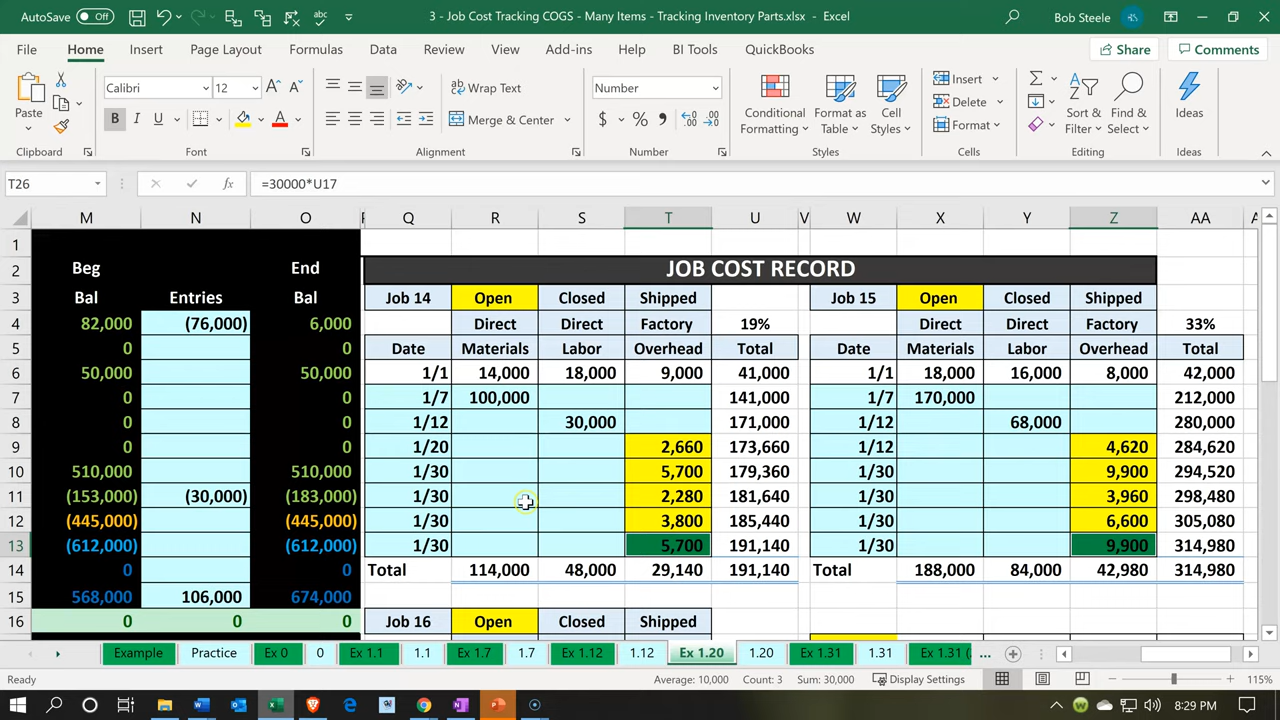 AutoSave Off 3 - Job Cost Tracking COGS - Many Items - Tracking Inventory Parts.xlsx - Excel Bob Steele
File Home Insert Page Layout Formulas Data Review View Add-ins Help BI Tools QuickBooks Share Comments
Calibri 12 Wrap Text Number Insert
Paste B I U A Merge & Center $ % Conditional Formatting Format as Table Cell Styles Delete Format Sort & Filter Find & Select Ideas
Clipboard Font Alignment Number Styles Cells Editing Ideas
T26 fx =30000*U17
M N O Q R S T U V W X Y Z AA
1
2 Beg End JOB COST RECORD
3 Bal Entries Bal Job 14 Open Closed Shipped Job 15 Open Closed Shipped
4 82,000 (76,000) 6,000 Direct Direct Factory 19% Direct Direct Factory 33%
5 0 0 Date Materials Labor Overhead Total Date Materials Labor Overhead Total
6 50,000 50,000 1/1 14,000 18,000 9,000 41,000 1/1 18,000 16,000 8,000 42,000
7 0 0 1/7 100,000 141,000 1/7 170,000 212,000
8 0 0 1/12 30,000 171,000 1/12 68,000 280,000
9 0 0 1/20 2,660 173,660 1/12 4,620 284,620
10 510,000 510,000 1/30 5,700 179,360 1/30 9,900 294,520
11 (153,000) (30,000) (183,000) 1/30 2,280 181,640 1/30 3,960 298,480
12 (445,000) (445,000) 1/30 3,800 185,440 1/30 6,600 305,080
13 (612,000) (612,000) 1/30 5,700 191,140 1/30 9,900 314,980
14 0 0 Total 114,000 48,000 29,140 191,140 Total 188,000 84,000 42,980 314,980
15 568,000 106,000 674,000
16 0 0 0 Job 16 Open Closed Shipped
Example Practice Ex 0 0 Ex 1.1 1.1 Ex 1.7 1.7 Ex 1.12 1.12 Ex 1.20 1.20 Ex 1.31 1.31 Ex 1.31 ( ...
Ready Average: 10,000 Count: 3 Sum: 30,000 Display Settings 115%
8:29 PM